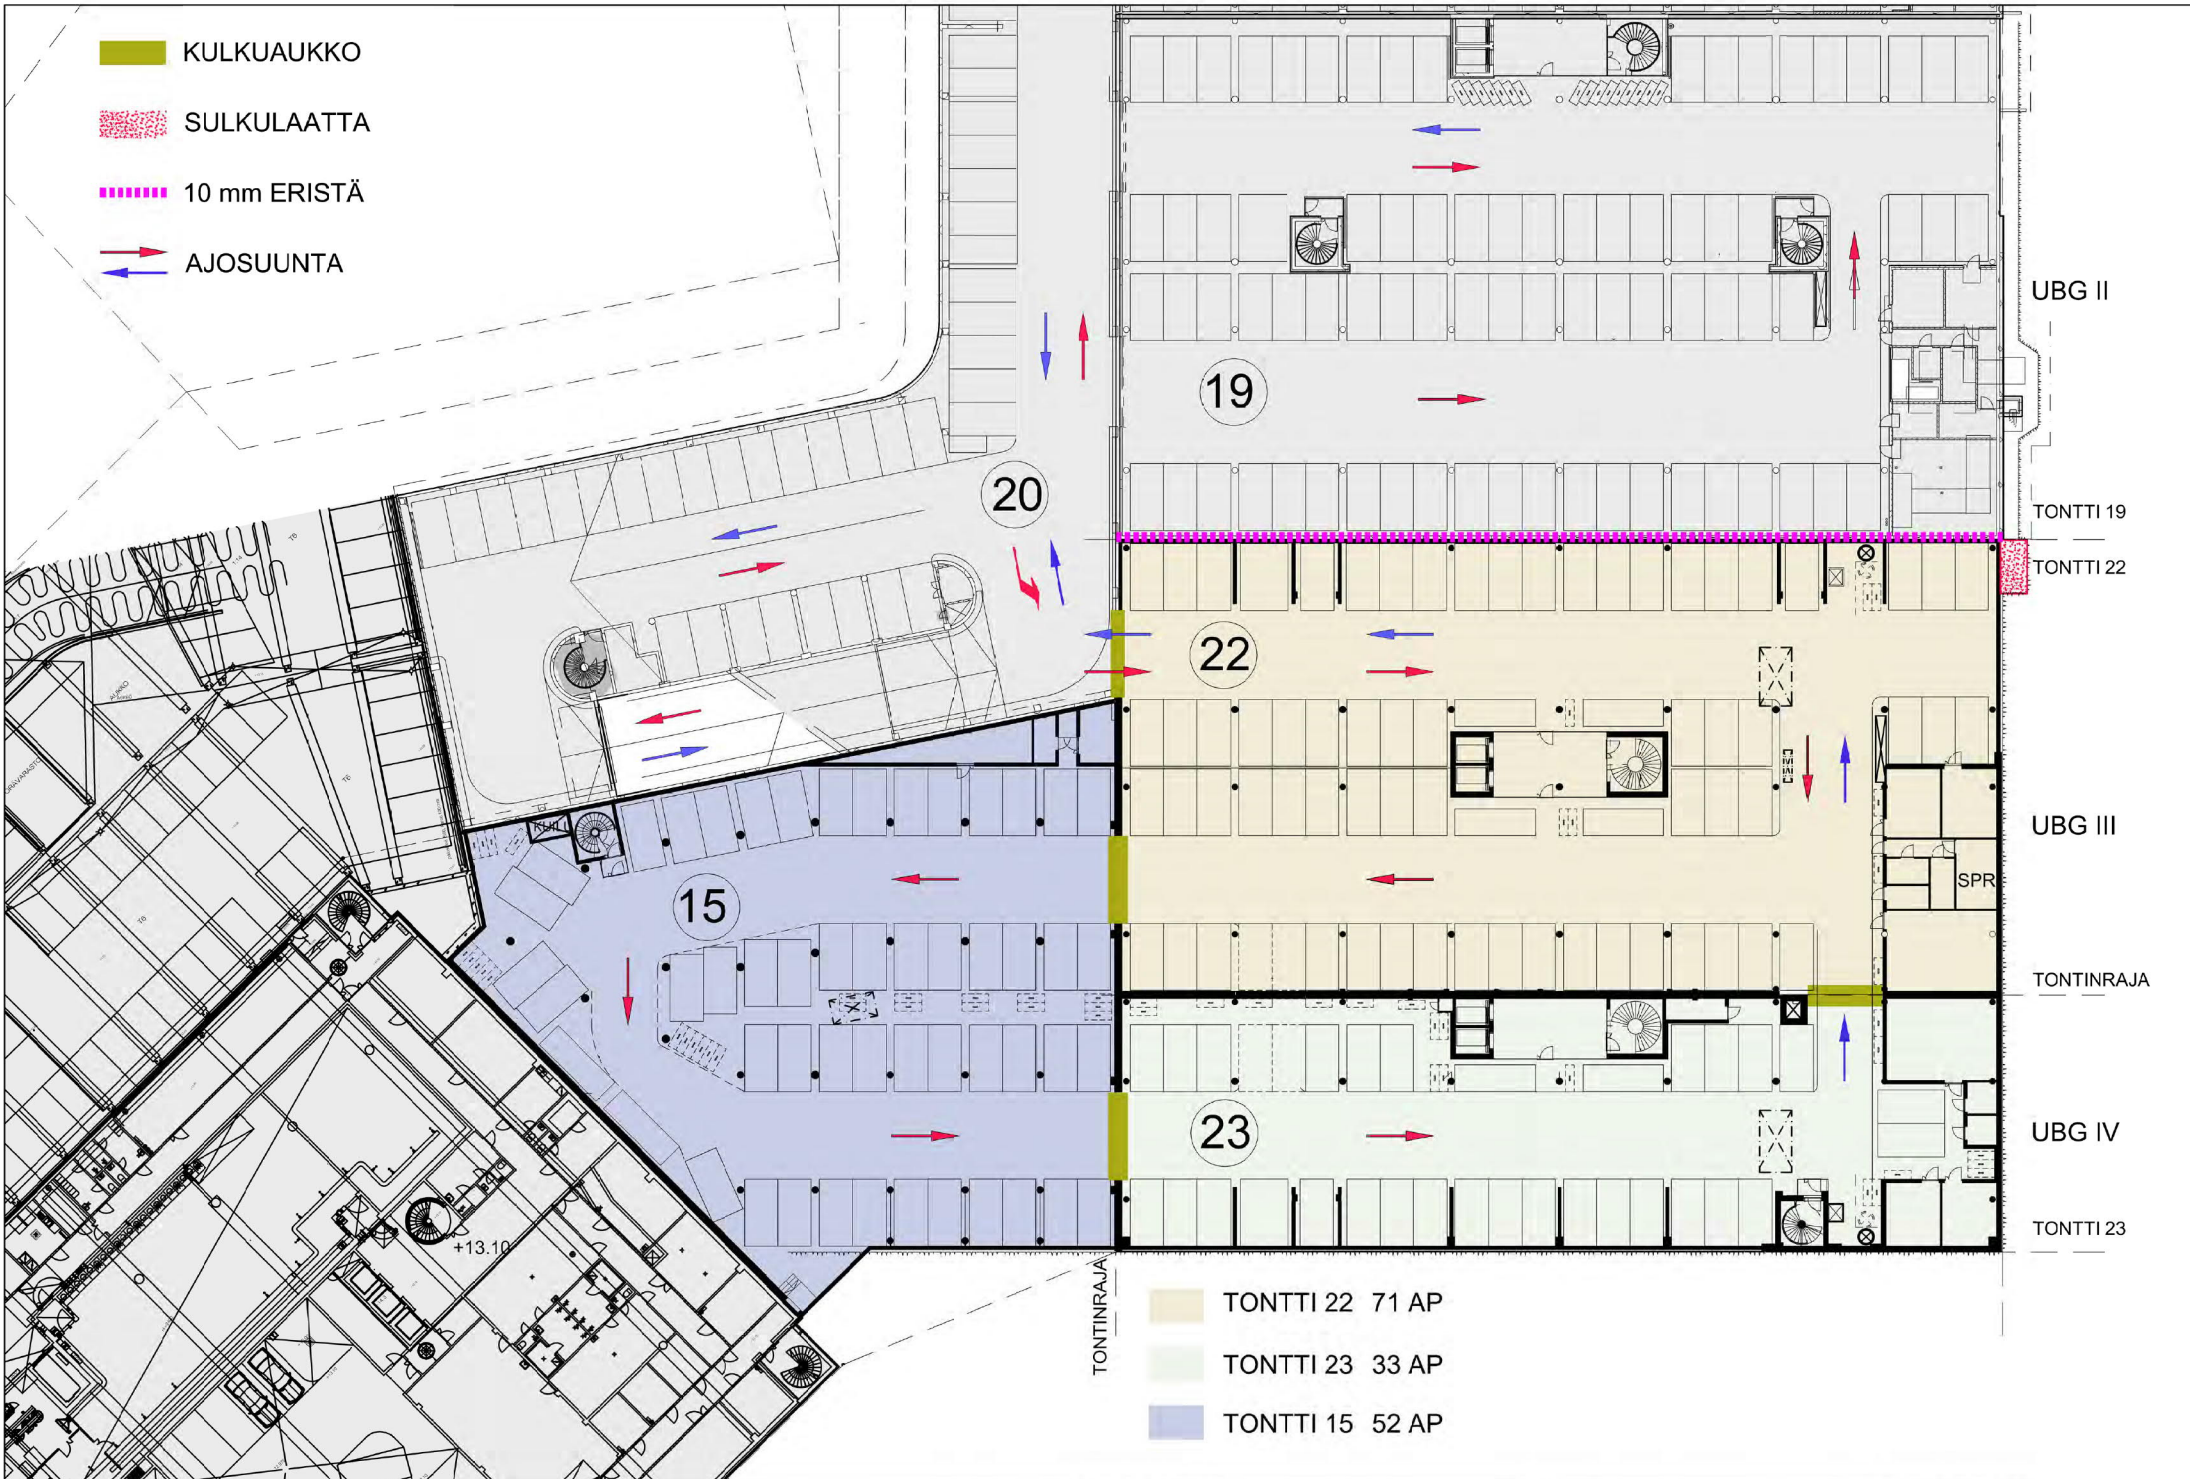 KULKUAUKKO
SULKULAATTA
10 mm ERISTÄ
AJOSUUNTA
UBG II
19
20
TONTTI 19
TONTTI 22
22
UBG III
KUILU
SPR
15
TONTINRAJA
23
UBG IV
TONTTI 23
+13.10
TONTINRAJA
TONTTI 22 71 AP
TONTTI 23 33 AP
TONTTI 15 52 AP